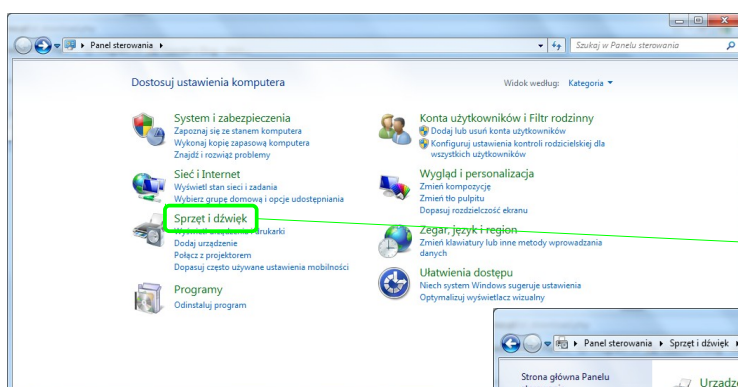 Panel sterowania
Szukaj w Panelu sterowania
Dostosuj ustawienia komputera
Widok według: Kategoria
System i zabezpieczenia
Zapoznaj się ze stanem komputera
Wykonaj kopię zapasową komputera
Znajdź i rozwiąż problemy
Sieć i Internet
Wyświetl stan sieci i zadania
Wybierz grupę domową i opcje udostępniania
Sprzęt i dźwięk
Wyświetl urządzenia i drukarki
Dodaj urządzenie
Połącz z projektorem
Dopasuj często używane ustawienia mobilności
Programy
Odinstaluj program
Konta użytkowników i Filtr rodzinny
Dodaj lub usuń konta użytkowników
Konfiguruj ustawienia kontroli rodzicielskiej dla
wszystkich użytkowników
Wygląd i personalizacja
Zmień kompozycję
Zmień tło pulpitu
Dopasuj rozdzielczość ekranu
Zegar, język i region
Zmień klawiatury lub inne metody wprowadzania
danych
Ułatwienia dostępu
Niech system Windows sugeruje ustawienia
Optymalizuj wyświetlacz wizualny
Panel sterowania Sprzęt i dźwięk
Strona główna Panelu